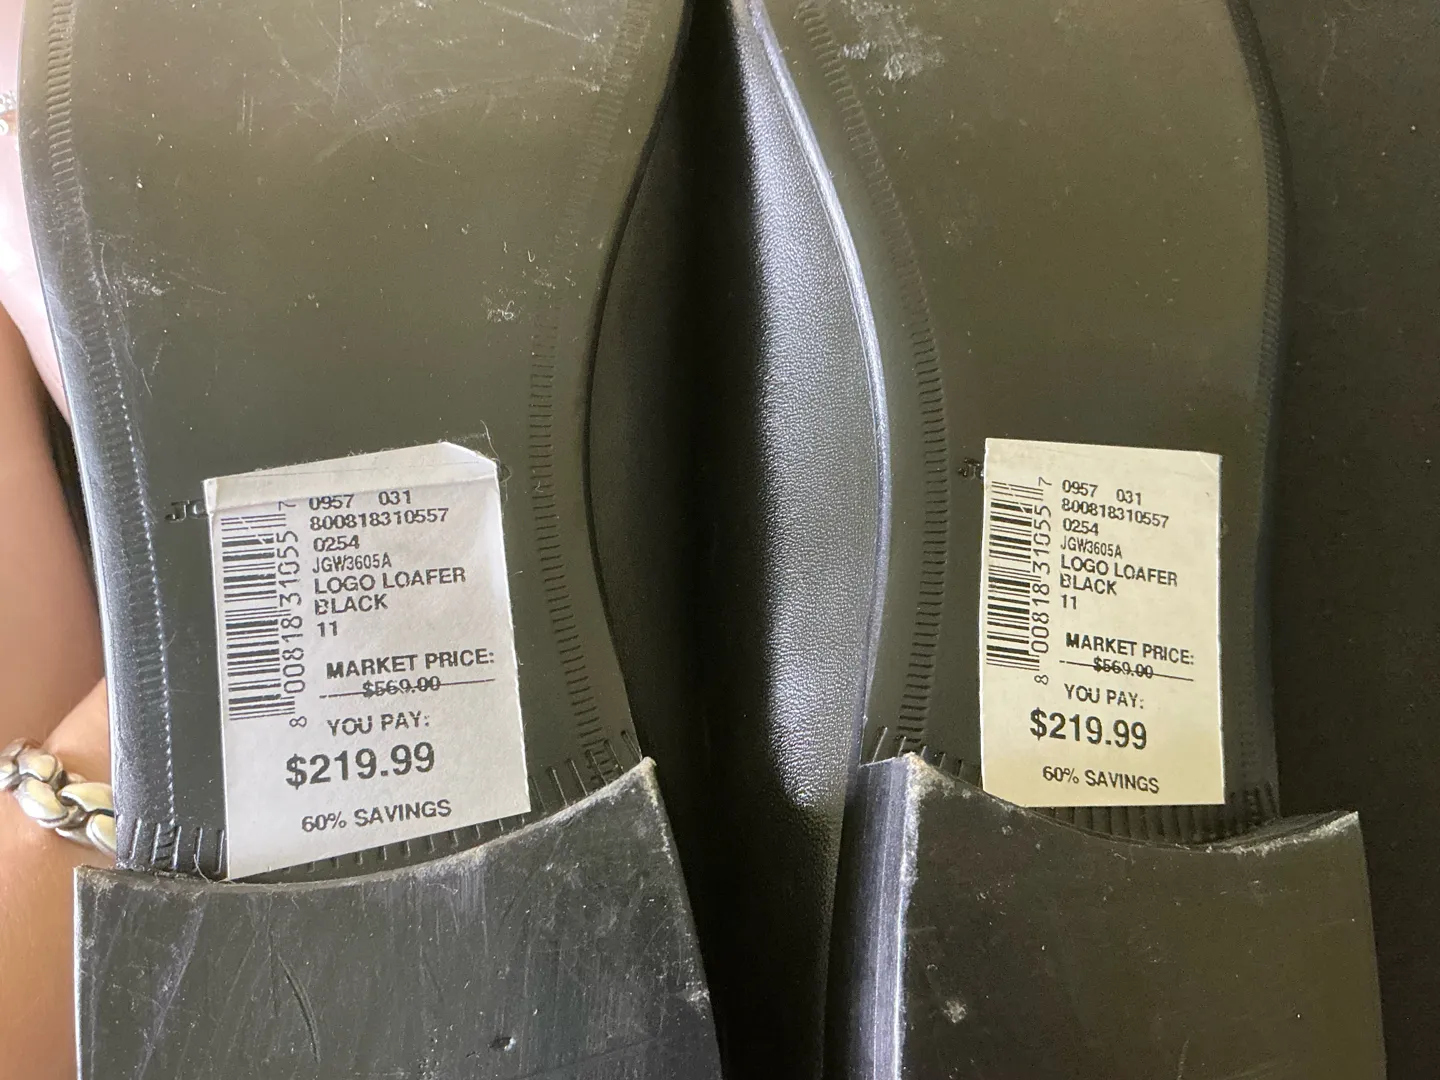 JG
0957 031
800818310557
0254
JGW3605A
LOGO LOAFER
BLACK
11
MARKET PRICE:
$569.00
YOU PAY:
$219.99
60% SAVINGS
8 00818 31055 7
0957 031
800818310557
0254
JGW3605A
LOGO LOAFER
BLACK
11
MARKET PRICE:
$569.00
YOU PAY:
$219.99
60% SAVINGS
8 00818 31055 7